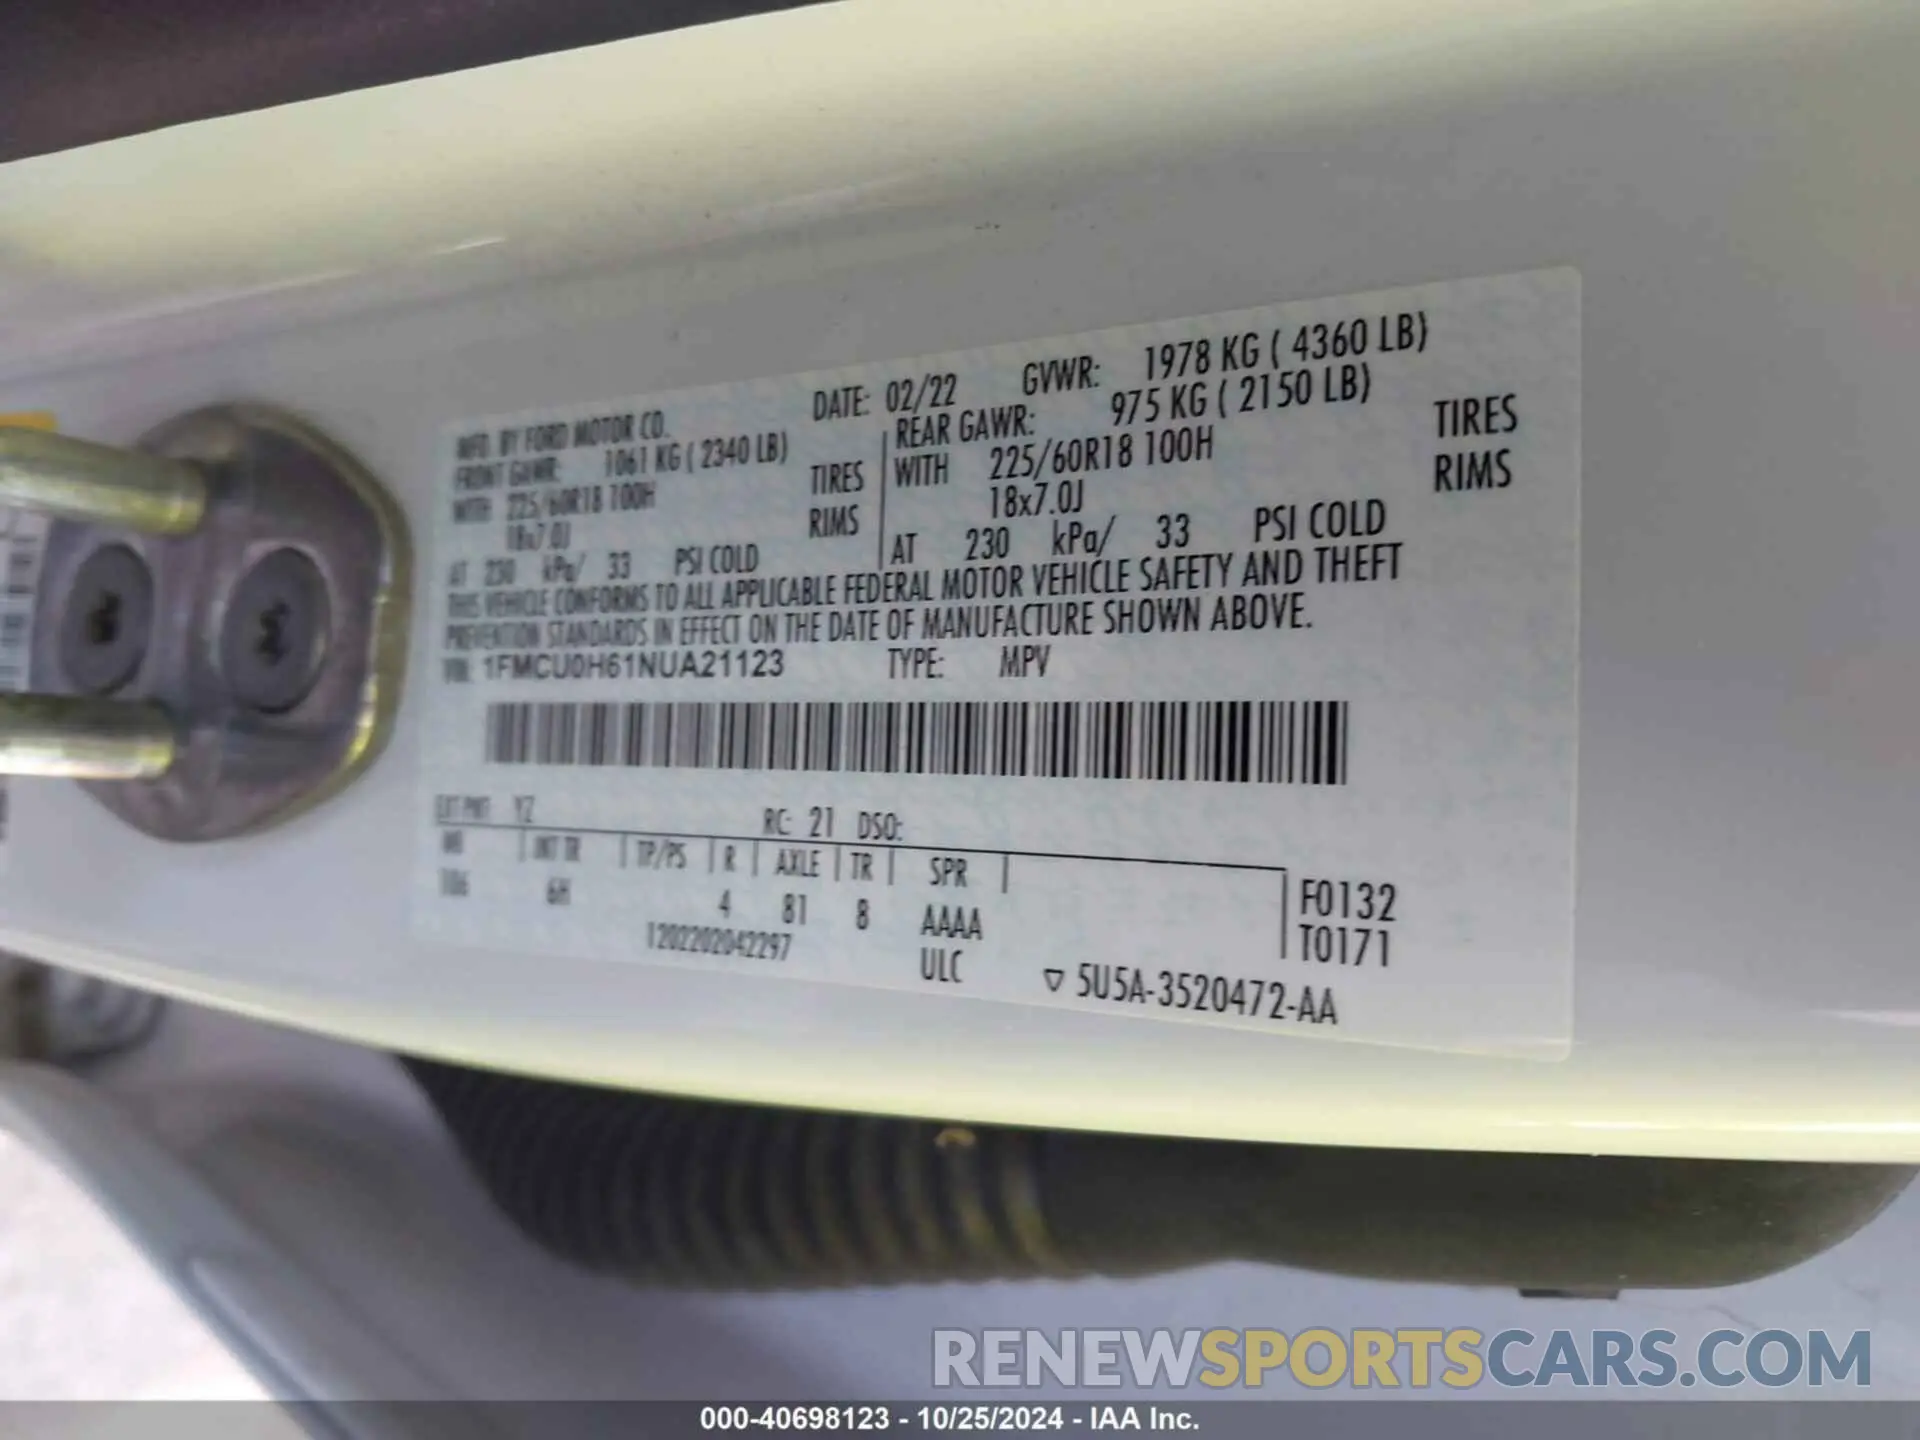 MFD. BY FORD MOTOR CO. DATE: 02/22 GVWR: 1978 KG ( 4360 LB)
FRONT GAWR: 1061 KG ( 2340 LB) REAR GAWR: 975 KG ( 2150 LB)
WITH 225/60R18 100H TIRES WITH 225/60R18 100H TIRES
18x7.0J RIMS 18x7.0J RIMS
AT 230 kPa/ 33 PSI COLD AT 230 kPa/ 33 PSI COLD
THIS VEHICLE CONFORMS TO ALL APPLICABLE FEDERAL MOTOR VEHICLE SAFETY AND THEFT
PREVENTION STANDARDS IN EFFECT ON THE DATE OF MANUFACTURE SHOWN ABOVE.
VIN: 1FMCU0H61NUA21123 TYPE: MPV
EXT PNT YZ RC: 21 DSO:
WB INT TR TP/PS R AXLE TR SPR
106 6H 4 81 8 AAAA F0132
T0171
1202202042297 ULC ▽ 5U5A-3520472-AA
RENEWSPORTSCARS.COM
000-40698123 - 10/25/2024 - IAA Inc.